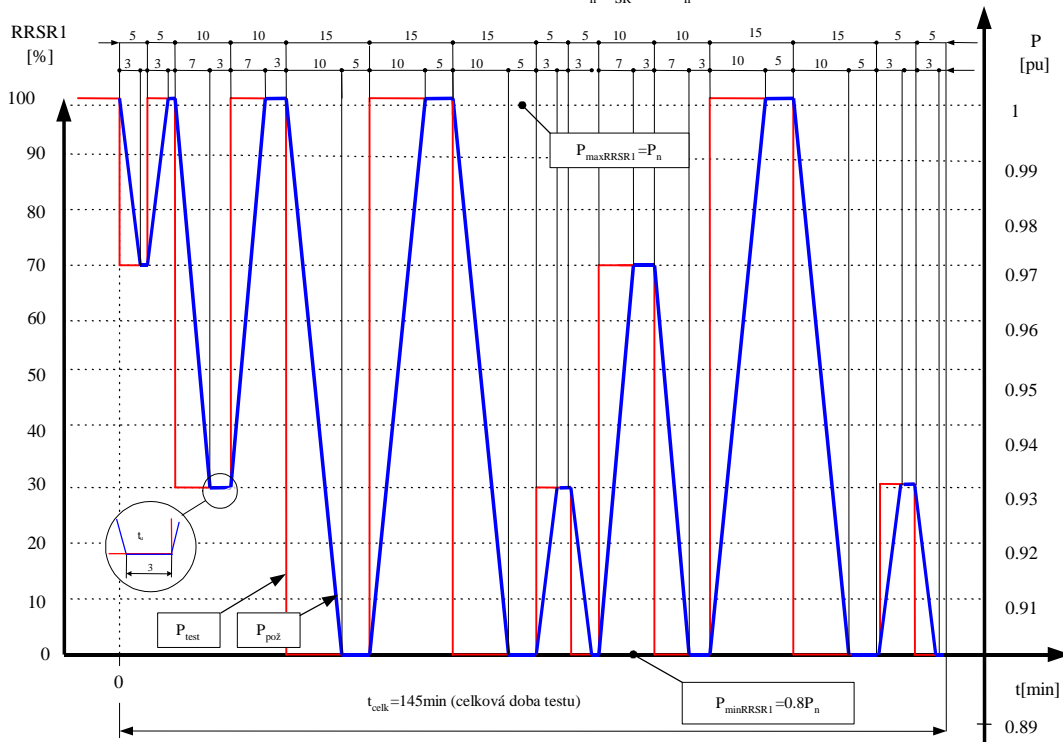 n SR n
RRSR1
[%]
5 5 10 10 15 15 15 5 5 10 10 15 15 5 5
3 3 7 3 7 3 10 5 10 5 10 5 3 3 7 3 7 3 10 5 10 5 3 3
P
[pu]
100
90
80
70
60
50
40
30
20
10
0
1
0.99
0.98
0.97
0.96
0.95
0.94
0.93
0.92
0.91
0.89
PmaxRRSR1=Pn
3
Ptest
Ppož
0
tcelk=145min (celková doba testu)
PminRRSR1=0.8Pn
t[min]